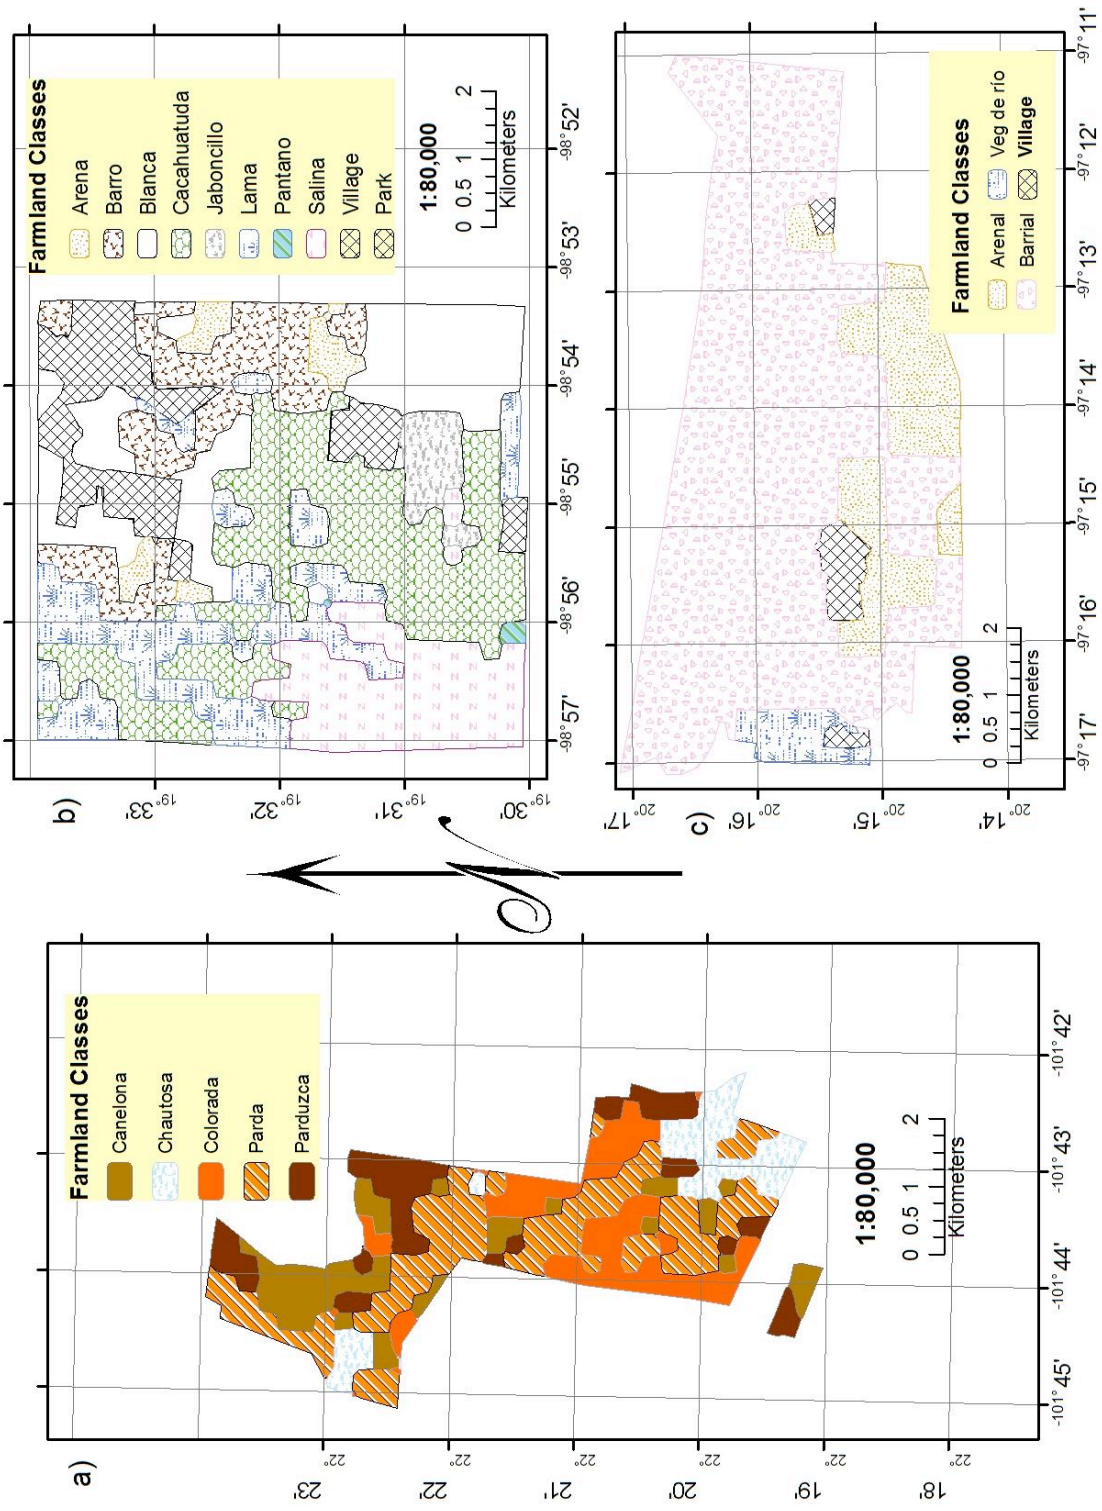 a)
Farmland Classes
Canelona
Chautosa
Colorada
Parda
Parduzca
1:80,000
0 0.5 1 2
Kilometers
22° 23'
22° 22'
22° 21'
22° 20'
22° 19'
22° 18'
-101°45'
-101°44'
-101°43'
-101°42'
b)
Farmland Classes
Arena
Barro
Blanca
Cacahuatuda
Jaboncillo
Lama
Pantano
Salina
Village
Park
1:80,000
0 0.5 1 2
Kilometers
N N N N N N N N
19°33'
19°32'
19°31'
19°30'
-98°57'
-98°56'
-98°55'
-98°54'
-98°53'
-98°52'
c)
Farmland Classes
Arenal
Barrial
Veg de río
Village
1:80,000
0 0.5 1 2
Kilometers
20°17'
20°16'
20°15'
20°14'
-97°17'
-97°16'
-97°15'
-97°14'
-97°13'
-97°12'
-97°11'